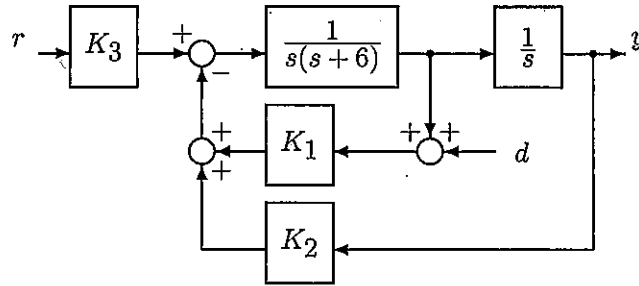 r K₃ + − 1/s(s + 6) 1/s y
+ + K₁ + + d
K₂